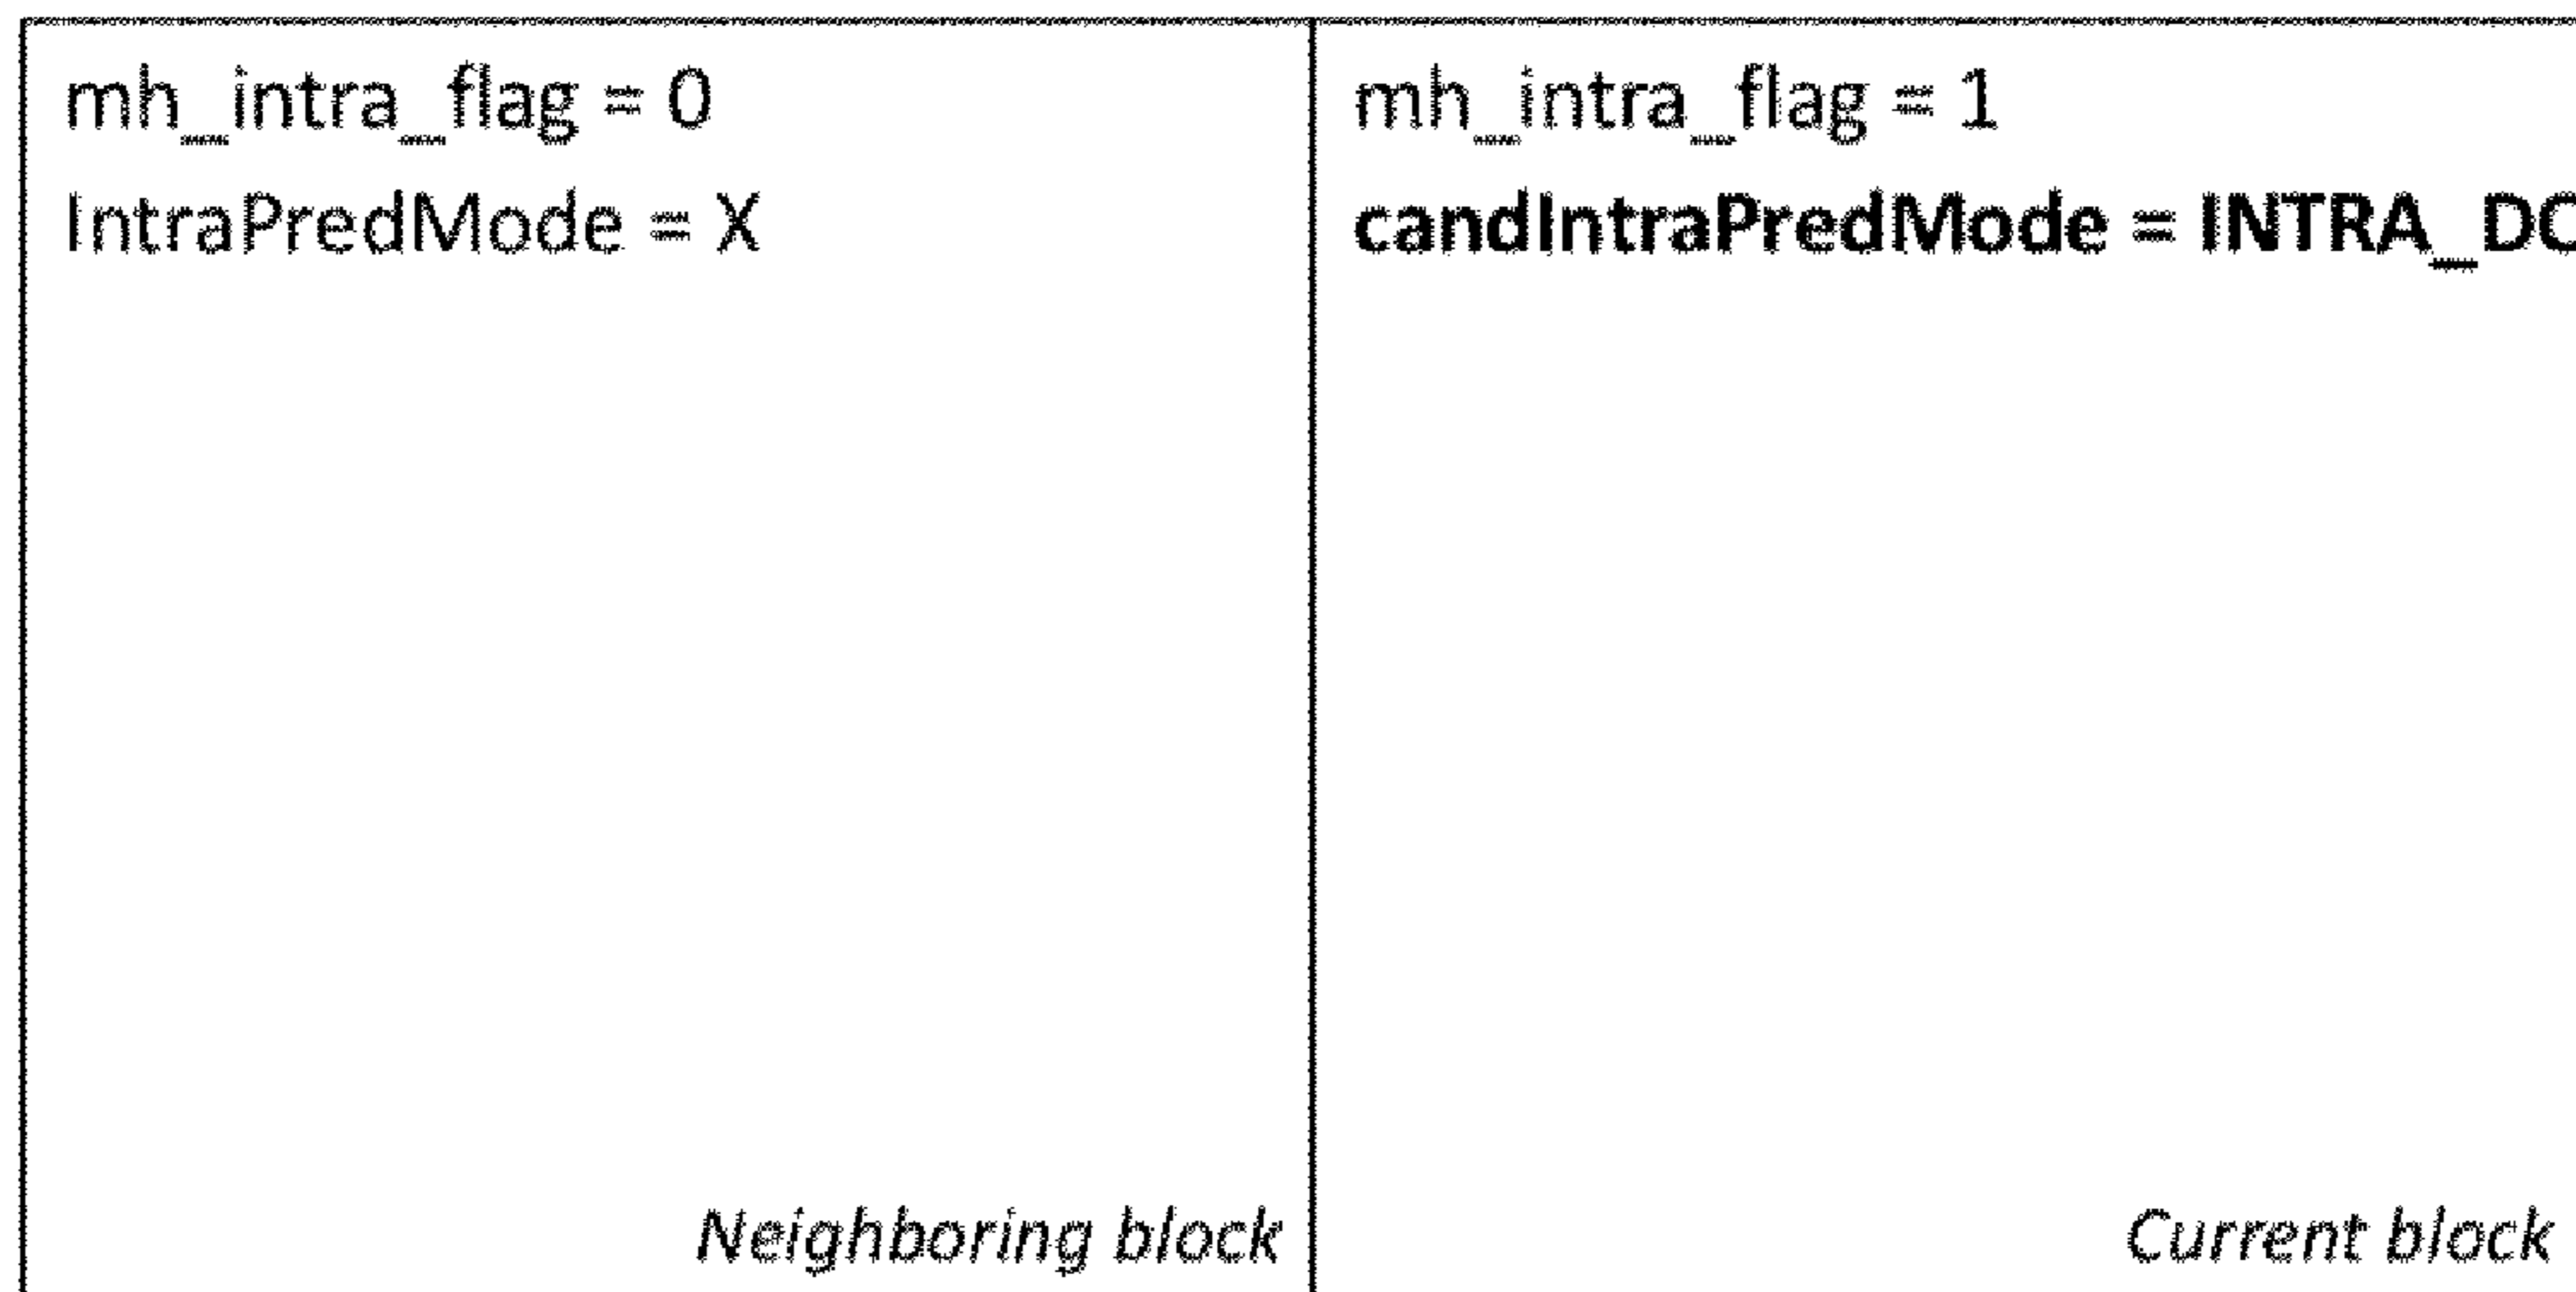 mh_intra_flag = 0
IntraPredMode = X
Neighboring block
mh_intra_flag = 1
candIntraPredMode = INTRA_DC
Current block